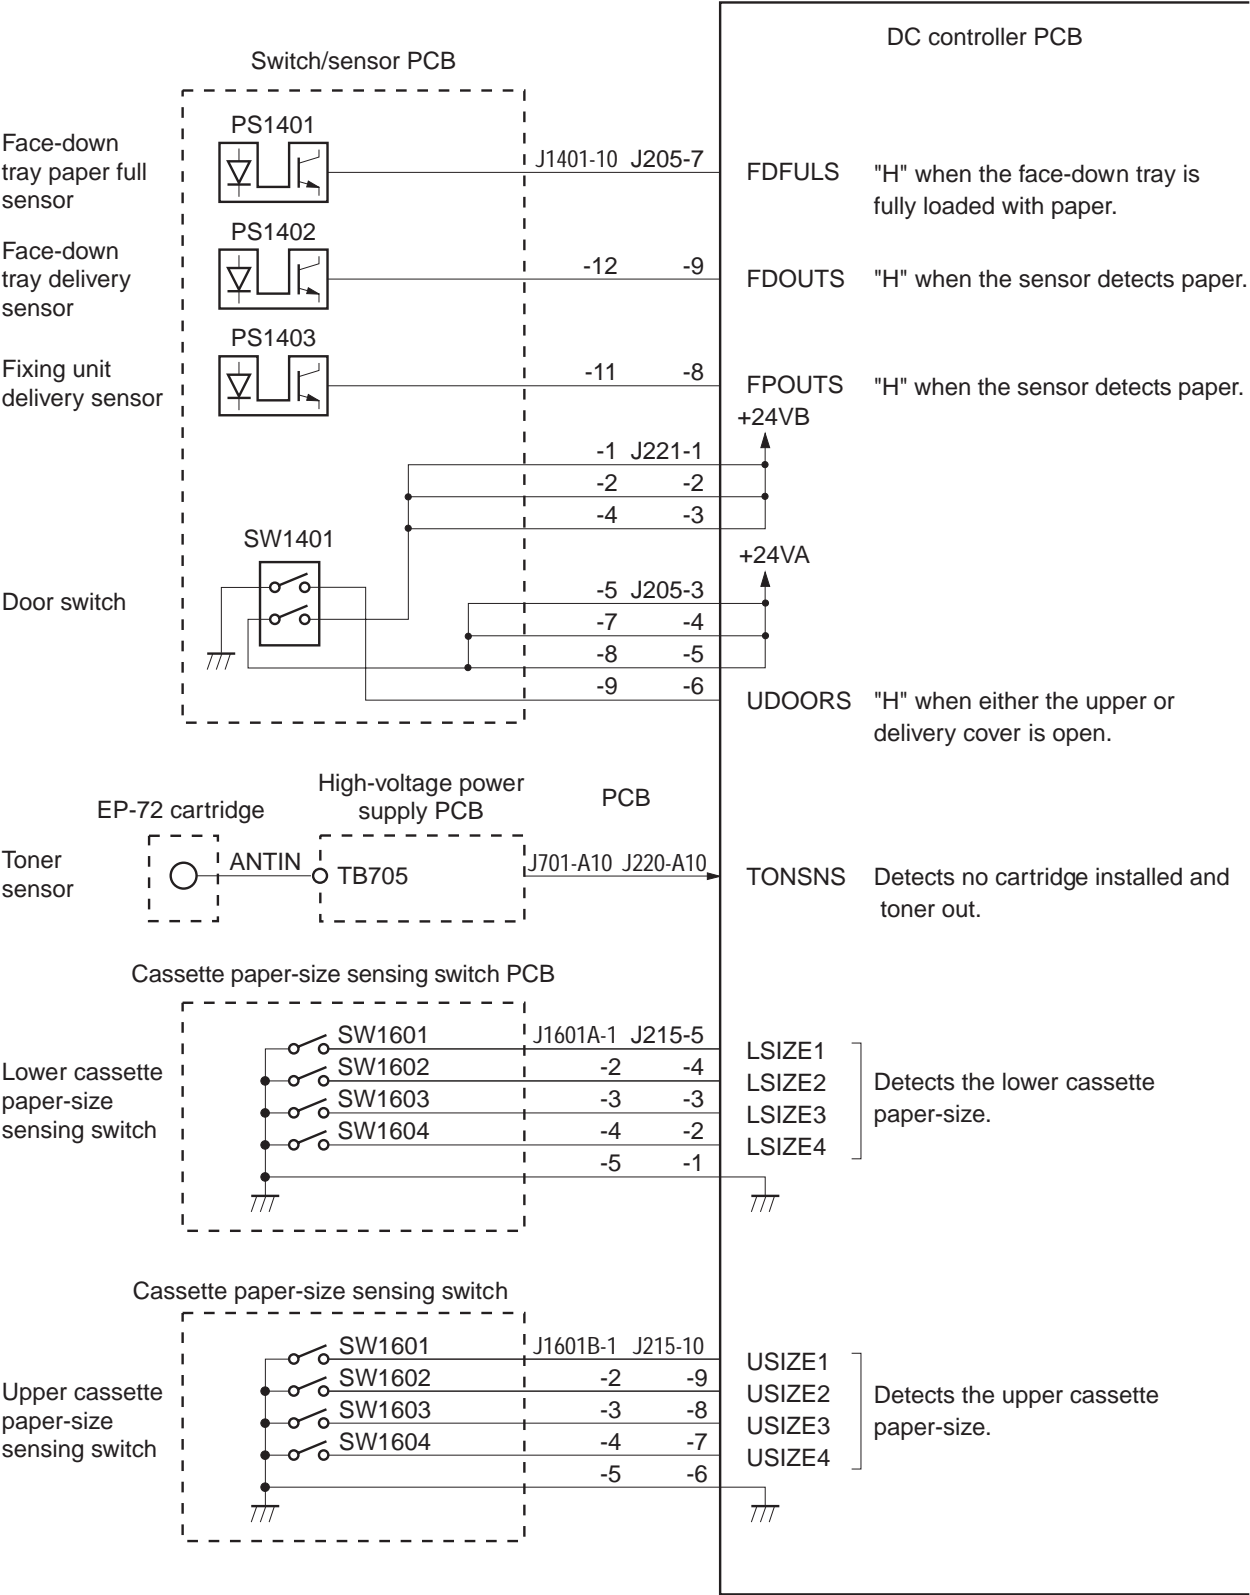 DC controller PCB
Switch/sensor PCB
PS1401
Face-down
tray paper full
sensor
J1401-10 J205-7
FDFULS "H" when the face-down tray is
fully loaded with paper.
PS1402
Face-down
tray delivery
sensor
-12 -9
FDOUTS "H" when the sensor detects paper.
PS1403
Fixing unit
delivery sensor
-11 -8
FPOUTS "H" when the sensor detects paper.
+24VB
-1 J221-1
-2 -2
-4 -3
SW1401
Door switch
+24VA
-5 J205-3
-7 -4
-8 -5
-9 -6
UDOORS "H" when either the upper or
delivery cover is open.
High-voltage power
supply PCB
PCB
EP-72 cartridge
Toner
sensor
ANTIN
TB705
J701-A10 J220-A10
TONSNS Detects no cartridge installed and
toner out.
Cassette paper-size sensing switch PCB
Lower cassette
paper-size
sensing switch
SW1601 J1601A-1 J215-5 LSIZE1
SW1602 -2 -4 LSIZE2
SW1603 -3 -3 LSIZE3
SW1604 -4 -2 LSIZE4
-5 -1
Detects the lower cassette
paper-size.
Cassette paper-size sensing switch
Upper cassette
paper-size
sensing switch
SW1601 J1601B-1 J215-10 USIZE1
SW1602 -2 -9 USIZE2
SW1603 -3 -8 USIZE3
SW1604 -4 -7 USIZE4
-5 -6
Detects the upper cassette
paper-size.